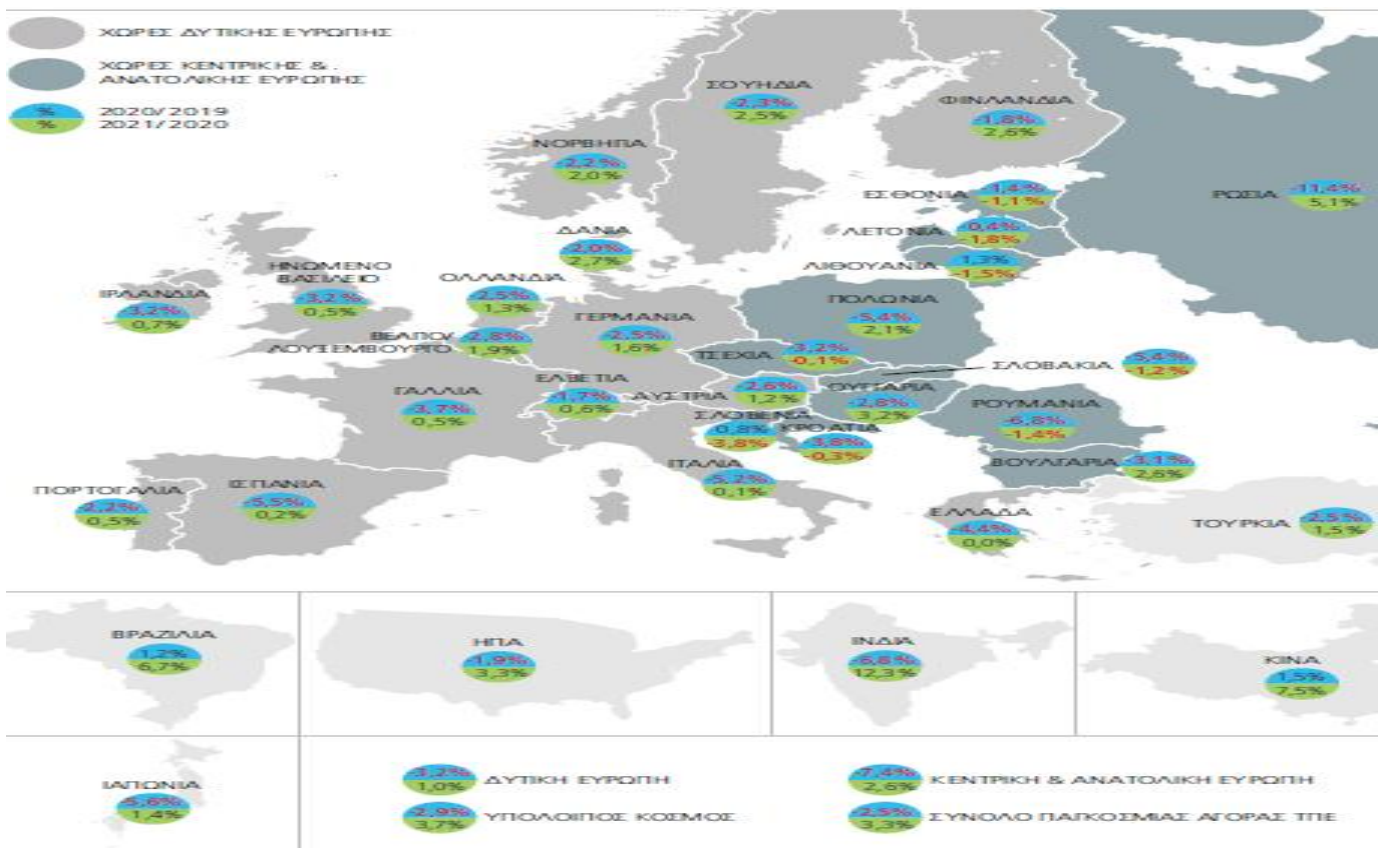 ΧΩΡΕΣ ΔΥΤΙΚΗΣ ΕΥΡΩΠΗΣ
ΧΩΡΕΣ ΚΕΝΤΡΙΚΗΣ &
ΑΝΑΤΟΛΙΚΗΣ ΕΥΡΩΠΗΣ
% 2020/2019
% 2021/2020
ΣΟΥΗΔΙΑ
-2,3%
2,5%
ΦΙΝΛΑΝΔΙΑ
-1,8%
2,6%
ΝΟΡΒΗΓΙΑ
-2,2%
2,0%
ΕΣΘΟΝΙΑ
-1,4%
-1,1%
ΡΩΣΙΑ
-11,4%
5,1%
ΛΕΤΟΝΙΑ
0,4%
-1,8%
ΔΑΝΙΑ
-2,0%
2,7%
ΛΙΘΟΥΑΝΙΑ
1,3%
-1,5%
ΗΝΩΜΕΝΟ
ΒΑΣΙΛΕΙΟ
-3,2%
0,5%
ΟΛΛΑΝΔΙΑ
-2,5%
1,3%
ΙΡΛΑΝΔΙΑ
-3,2%
0,7%
ΠΟΛΩΝΙΑ
-5,4%
2,1%
ΓΕΡΜΑΝΙΑ
-2,5%
1,6%
ΒΕΛΓΙΟ/
ΛΟΥΞΕΜΒΟΥΡΓΟ
-2,8%
1,9%
ΤΣΕΧΙΑ
-3,2%
-0,1%
ΣΛΟΒΑΚΙΑ
-5,4%
-1,2%
ΓΑΛΛΙΑ
-3,7%
0,5%
ΕΛΒΕΤΙΑ
-1,7%
0,6%
ΑΥΣΤΡΙΑ
-2,6%
1,2%
ΟΥΓΓΑΡΙΑ
-2,8%
3,2%
ΡΟΥΜΑΝΙΑ
-6,8%
-1,4%
ΣΛΟΒΕΝΙΑ
0,8%
3,8%
ΚΡΟΑΤΙΑ
-3,8%
-0,3%
ΒΟΥΛΓΑΡΙΑ
-3,1%
2,6%
ΙΤΑΛΙΑ
-5,2%
0,1%
ΠΟΡΤΟΓΑΛΙΑ
-2,2%
0,5%
ΙΣΠΑΝΙΑ
-5,5%
0,2%
ΕΛΛΑΔΑ
-4,4%
0,0%
ΤΟΥΡΚΙΑ
-2,5%
1,5%
ΒΡΑΖΙΛΙΑ
1,2%
6,7%
ΗΠΑ
-1,9%
3,3%
ΙΝΔΙΑ
-6,8%
12,3%
ΚΙΝΑ
1,5%
7,5%
ΙΑΠΩΝΙΑ
-5,6%
1,4%
-3,2%
1,0%
ΔΥΤΙΚΗ ΕΥΡΩΠΗ
-7,4%
2,6%
ΚΕΝΤΡΙΚΗ & ΑΝΑΤΟΛΙΚΗ ΕΥΡΩΠΗ
-2,9%
3,7%
ΥΠΟΛΟΙΠΟΣ ΚΟΣΜΟΣ
-2,5%
3,3%
ΣΥΝΟΛΟ ΠΑΓΚΟΣΜΙΑΣ ΑΓΟΡΑΣ ΤΠΕ